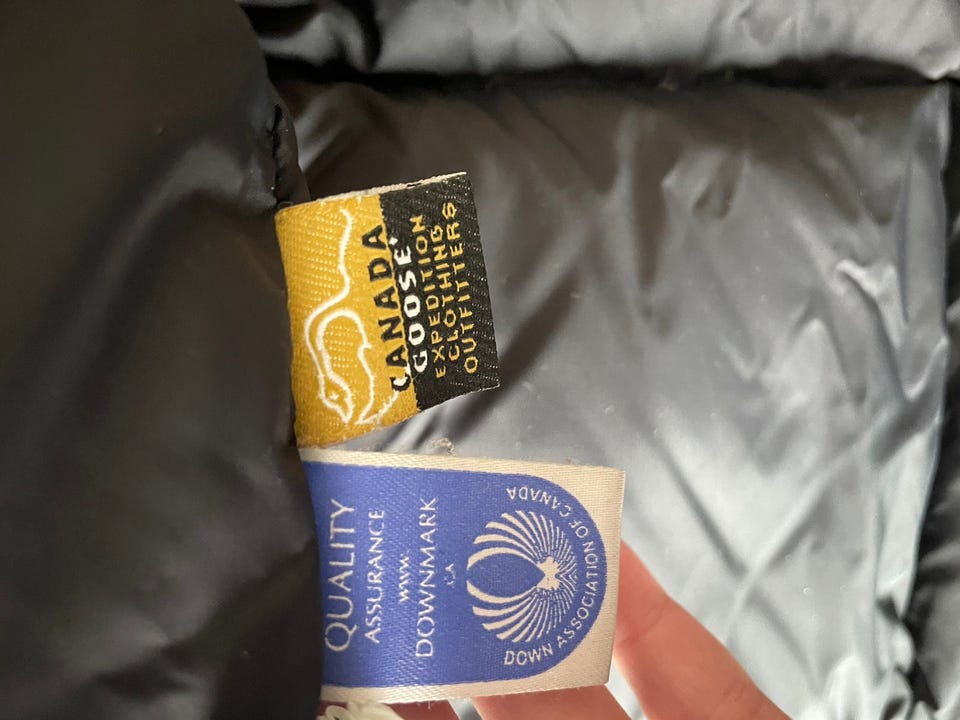 CANADA
GOOSE®
EXPEDITION
CLOTHING
OUTFITTERS
QUALITY
ASSURANCE
www.
DOWNMARK
.CA
DOWN ASSOCIATION OF CANADA